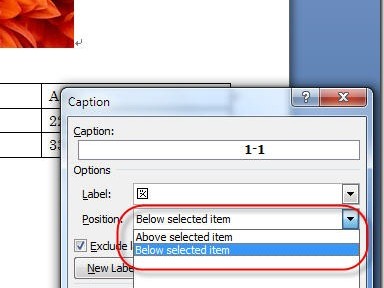 A
22
33
Caption
Caption:
1-1
Options
Label: 図
Position: Below selected item
Above selected item
Below selected item
Exclude
New Labe